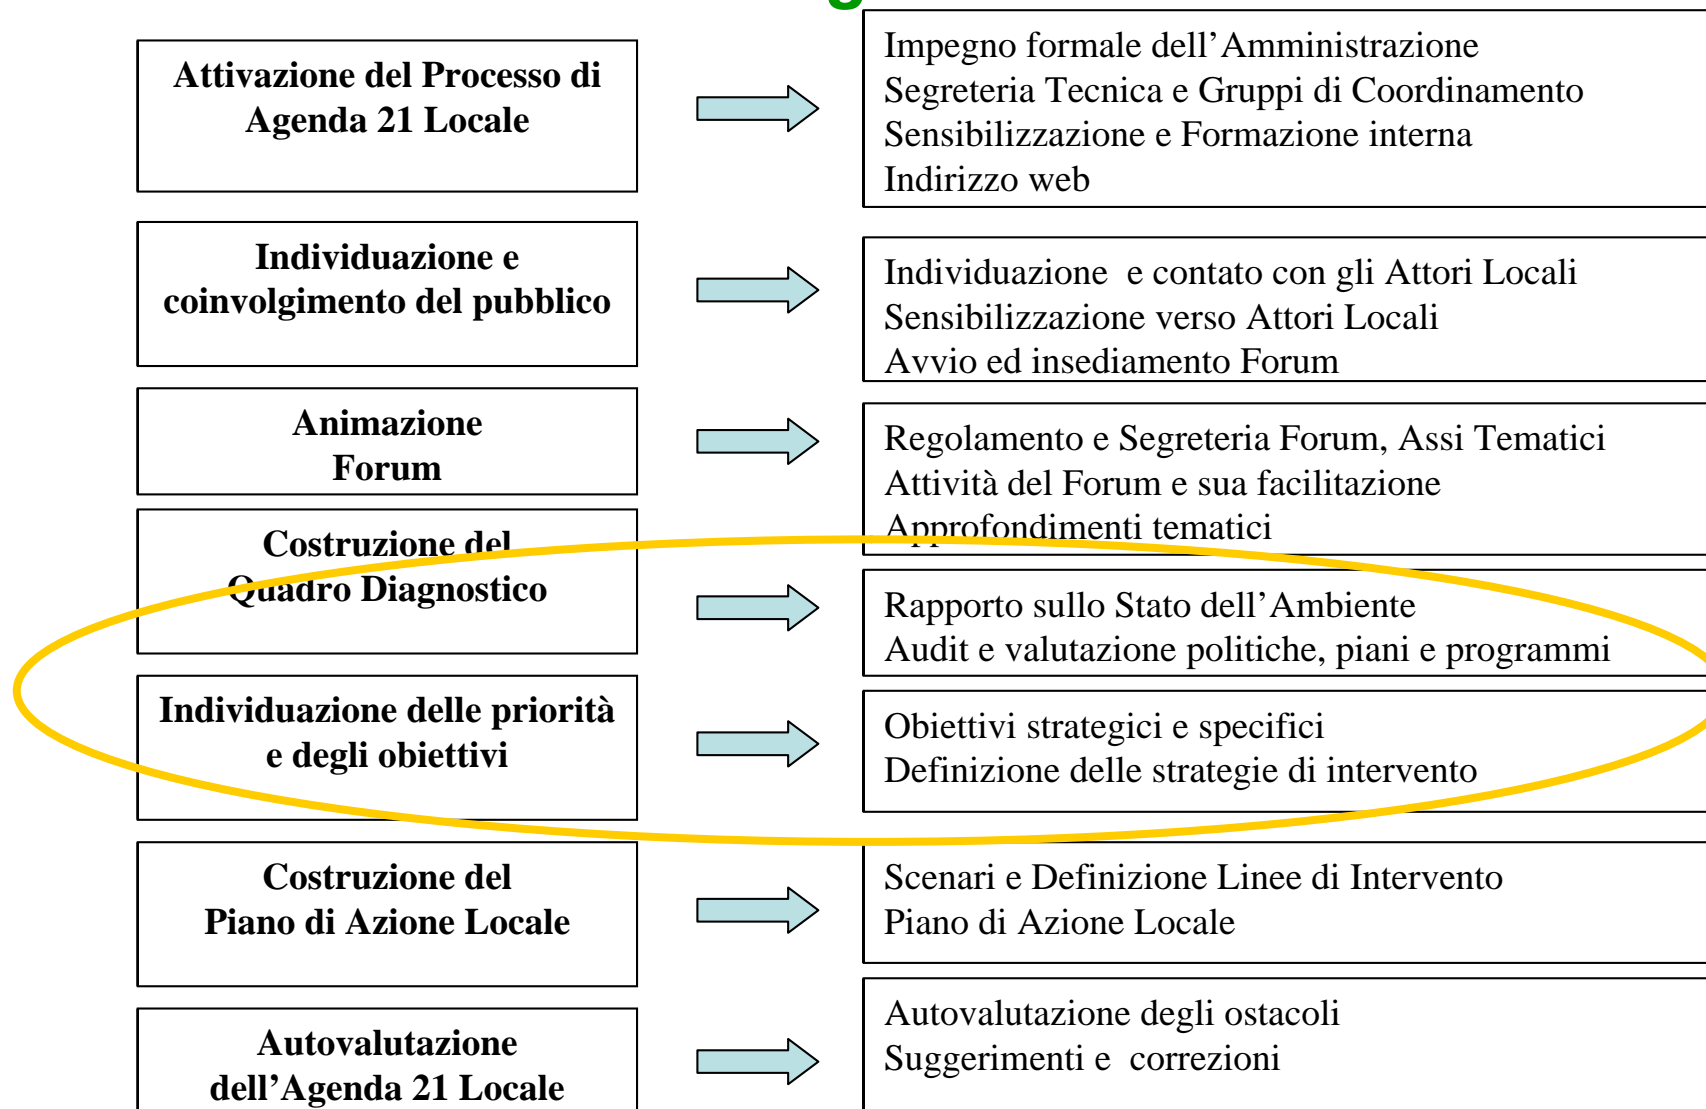 Attivazione del Processo di
Agenda 21 Locale
Impegno formale dell’Amministrazione
Segreteria Tecnica e Gruppi di Coordinamento
Sensibilizzazione e Formazione interna
Indirizzo web
Individuazione e
coinvolgimento del pubblico
Individuazione  e contato con gli Attori Locali
Sensibilizzazione verso Attori Locali
Avvio ed insediamento Forum
Animazione
Forum
Regolamento e Segreteria Forum, Assi Tematici
Attività del Forum e sua facilitazione
Approfondimenti tematici
Costruzione del
Quadro Diagnostico
Rapporto sullo Stato dell’Ambiente
Audit e valutazione politiche, piani e programmi
Individuazione delle priorità
e degli obiettivi
Obiettivi strategici e specifici
Definizione delle strategie di intervento
Costruzione del
Piano di Azione Locale
Scenari e Definizione Linee di Intervento
Piano di Azione Locale
Autovalutazione
dell’Agenda 21 Locale
Autovalutazione degli ostacoli
Suggerimenti e  correzioni